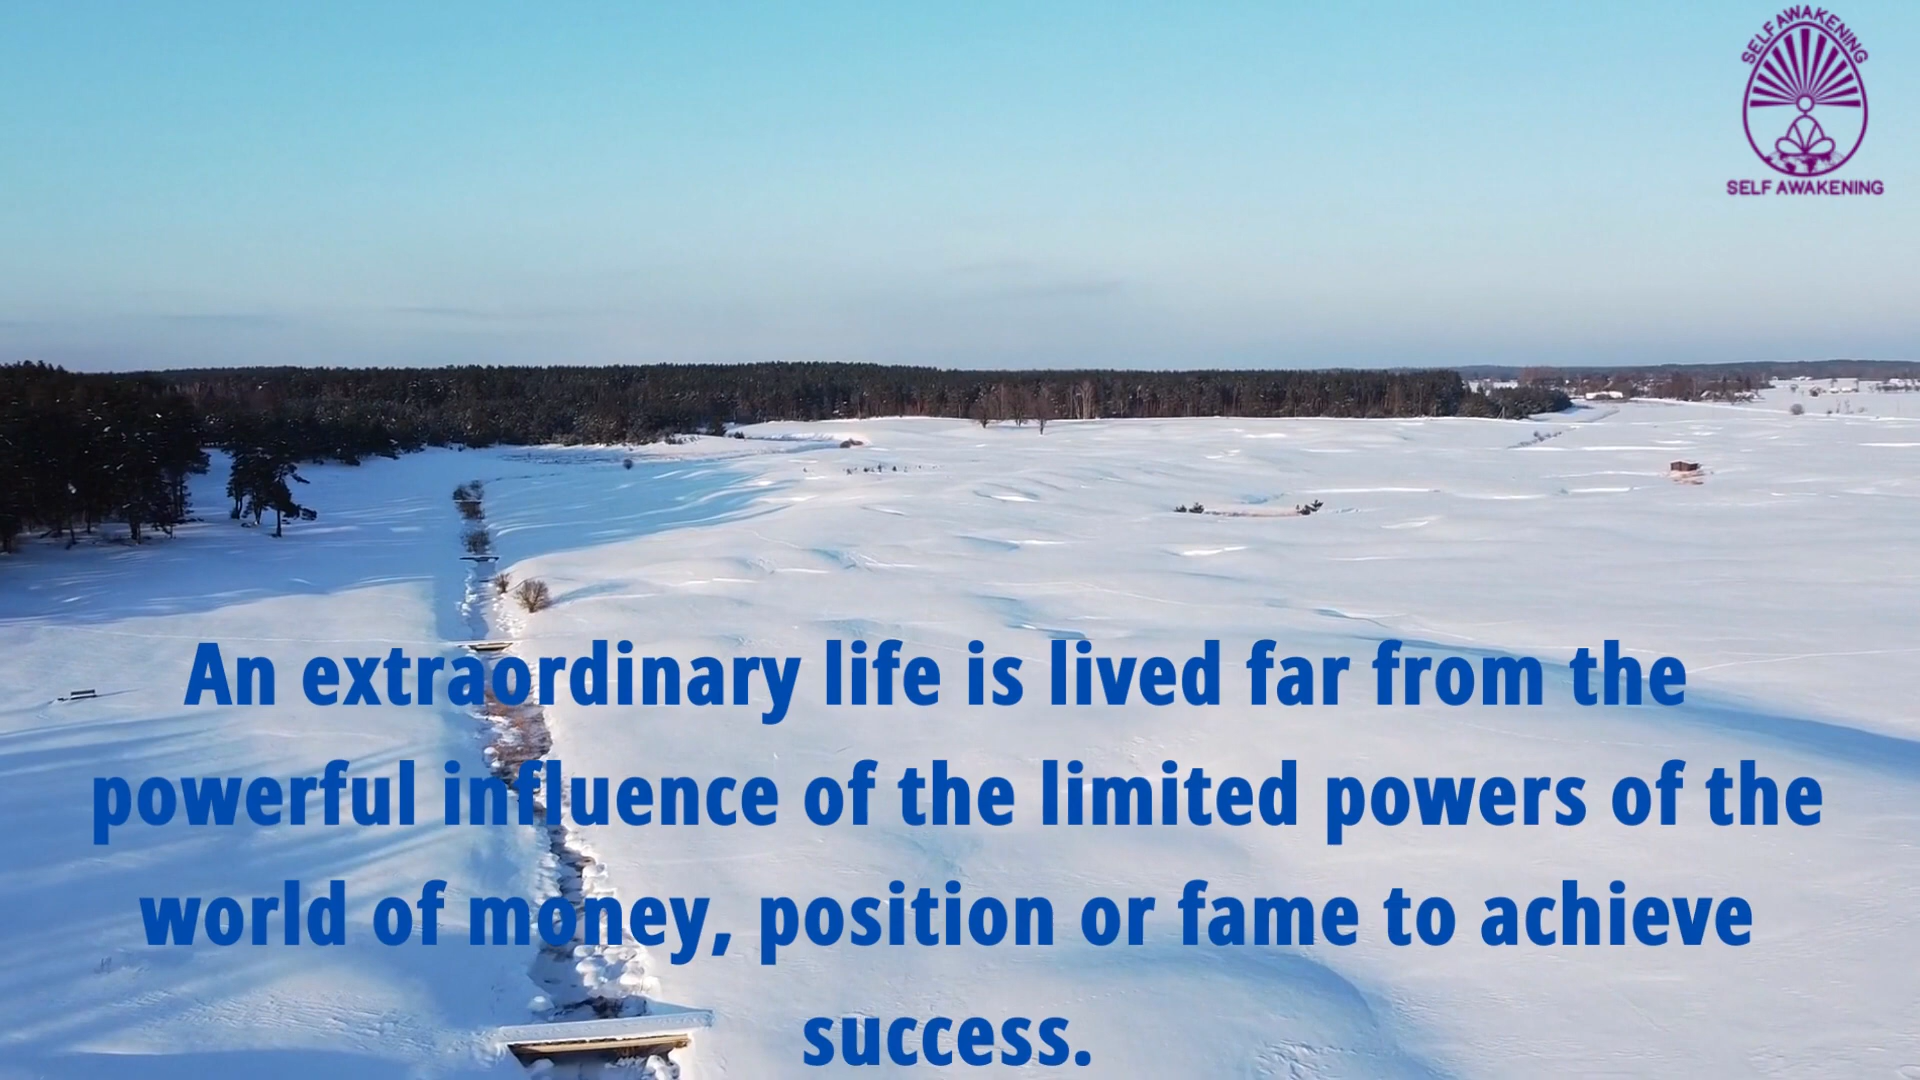 SELF AWAKENING
SELF AWAKENING
An extraordinary life is lived far from the
powerful influence of the limited powers of the
world of money, position or fame to achieve
success.